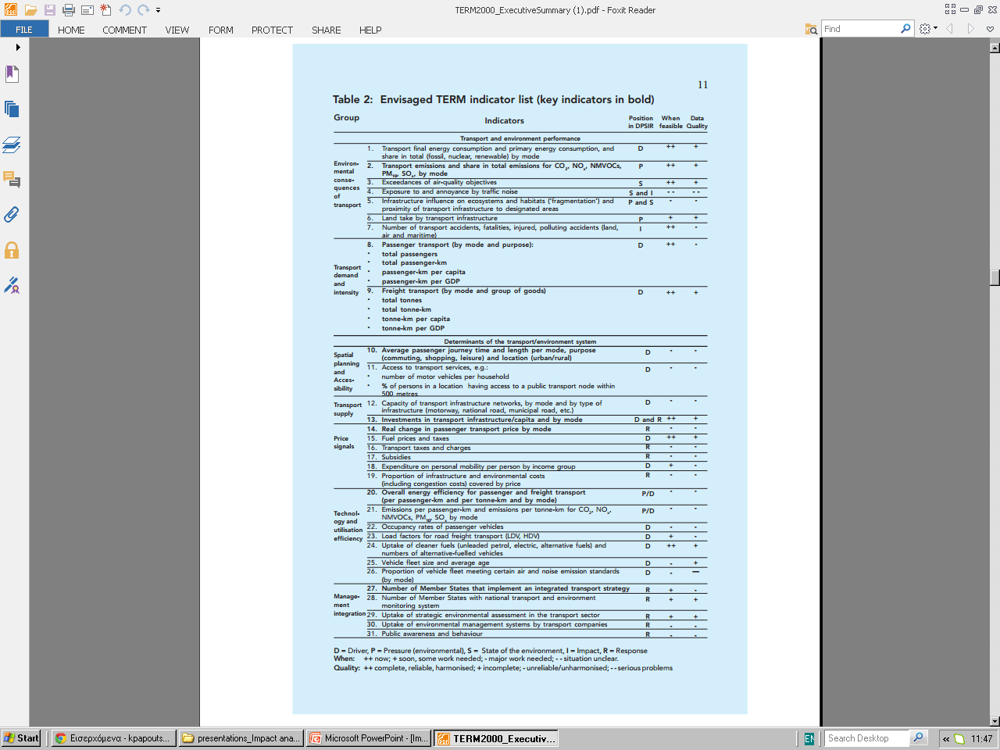 TERM2000_ExecutiveSummary (1).pdf - Foxit Reader
FILE HOME COMMENT VIEW FORM PROTECT SHARE HELP
Find
11
Table 2: Envisaged TERM indicator list (key indicators in bold)
Group Indicators Position in DPSIR When feasible Data Quality
Transport and environment performance
Environ-
mental
conse-
quences
of
transport
1. Transport final energy consumption and primary energy consumption, and D ++ +
share in total (fossil, nuclear, renewable) by mode
2. Transport emissions and share in total emissions for CO2, NOx, NMVOCs, P ++ +
PM10, SOx, by mode
3. Exceedances of air-quality objectives S ++ +
4. Exposure to and annoyance by traffic noise S and I - - - -
5. Infrastructure influence on ecosystems and habitats ('fragmentation') and P and S - -
proximity of transport infrastructure to designated areas
6. Land take by transport infrastructure P + +
7. Number of transport accidents, fatalities, injured, polluting accidents (land, I ++ -
air and maritime)
Transport
demand
and
intensity
8. Passenger transport (by mode and purpose): D ++ -
• total passengers
• total passenger-km
• passenger-km per capita
• passenger-km per GDP
9. Freight transport (by mode and group of goods) D ++ +
• total tonnes
• total tonne-km
• tonne-km per capita
• tonne-km per GDP
Determinants of the transport/environment system
Spatial
planning
and
Acces-
sibility
10. Average passenger journey time and length per mode, purpose D - -
(commuting, shopping, leisure) and location (urban/rural)
11. Access to transport services, e.g.: D - -
• number of motor vehicles per household
• % of persons in a location having access to a public transport node within
500 metres
Transport
supply
12. Capacity of transport infrastructure networks, by mode and by type of D - -
infrastructure (motorway, national road, municipal road, etc.)
13. Investments in transport infrastructure/capita and by mode D and R ++ +
Price
signals
14. Real change in passenger transport price by mode R - -
15. Fuel prices and taxes D ++ +
16. Transport taxes and charges R - -
17. Subsidies R - -
18. Expenditure on personal mobility per person by income group D + -
19. Proportion of infrastructure and environmental costs R - -
(including congestion costs) covered by price
Technol-
ogy and
utilisation
efficiency
20. Overall energy efficiency for passenger and freight transport P/D - -
(per passenger-km and per tonne-km and by mode)
21. Emissions per passenger-km and emissions per tonne-km for CO2, NOx, P/D - -
NMVOCs, PM10, SOx by mode
22. Occupancy rates of passenger vehicles D - -
23. Load factors for road freight transport (LDV, HDV) D + -
24. Uptake of cleaner fuels (unleaded petrol, electric, alternative fuels) and D ++ +
numbers of alternative-fuelled vehicles
25. Vehicle fleet size and average age D - +
26. Proportion of vehicle fleet meeting certain air and noise emission standards D - —
(by mode)
Manage-
ment
integration
27. Number of Member States that implement an integrated transport strategy R + -
28. Number of Member States with national transport and environment R + +
monitoring system
29. Uptake of strategic environmental assessment in the transport sector R + +
30. Uptake of environmental management systems by transport companies R - -
31. Public awareness and behaviour R - -
D = Driver, P = Pressure (environmental), S = State of the environment, I = Impact, R = Response
When: ++ now; + soon, some work needed; - major work needed; - - situation unclear.
Quality: ++ complete, reliable, harmonised; + incomplete; - unreliable/unharmonised; - - serious problems
Start Εισερχόμενα - kpapouts... presentations_Impact ana... Microsoft PowerPoint - [Im... TERM2000_Executiv... EN Search Desktop « 11:47